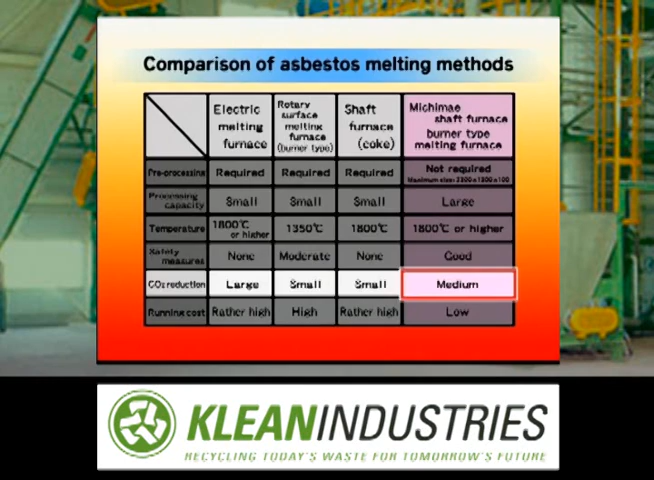 Comparison of asbestos melting methods
Electric melting furnace
Rotary surface melting furnace (burner type)
Shaft furnace (coke)
Michimae shaft furnace burner type melting furnace
Pre-processing Required Required Required Not required
Processing capacity Small Small Small Large
Temperature 1800℃ or higher 1350℃ 1800℃ 1800℃ or higher
Safety measures None Moderate None Good
CO2 reduction Large Small Small Medium
Running cost Rather high High Rather high Low
KLEANINDUSTRIES
RECYCLING TODAY'S WASTE FOR TOMORROW'S FUTURE